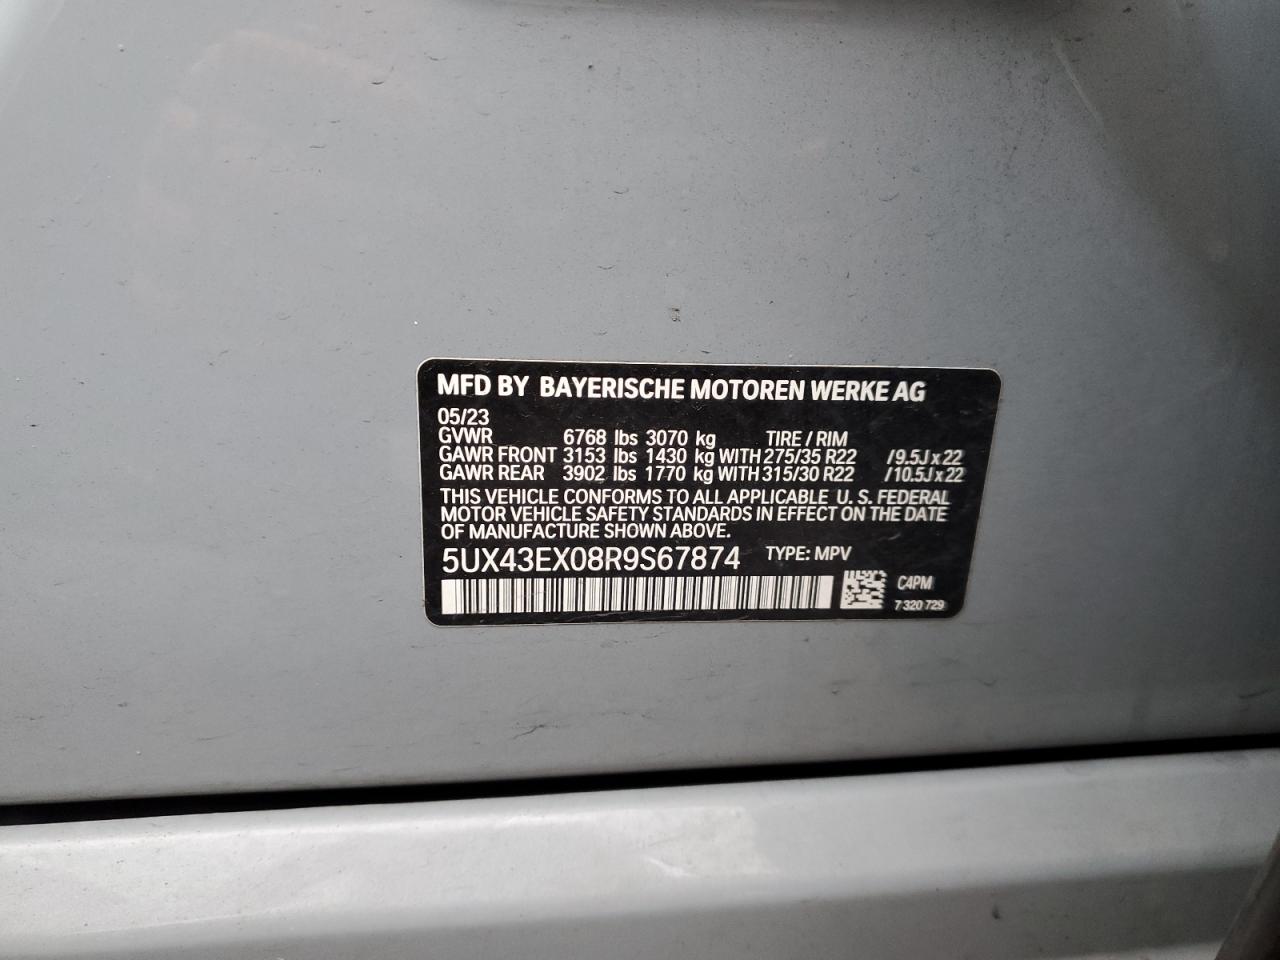 MFD BY BAYERISCHE MOTOREN WERKE AG
05/23
GVWR 6768 lbs 3070 kg TIRE / RIM
GAWR FRONT 3153 lbs 1430 kg WITH 275/35 R22 /9.5J x 22
GAWR REAR 3902 lbs 1770 kg WITH 315/30 R22 /10.5J x 22
THIS VEHICLE CONFORMS TO ALL APPLICABLE U. S. FEDERAL
MOTOR VEHICLE SAFETY STANDARDS IN EFFECT ON THE DATE
OF MANUFACTURE SHOWN ABOVE.
5UX43EX08R9S67874 TYPE: MPV
C4PM
7 320 729